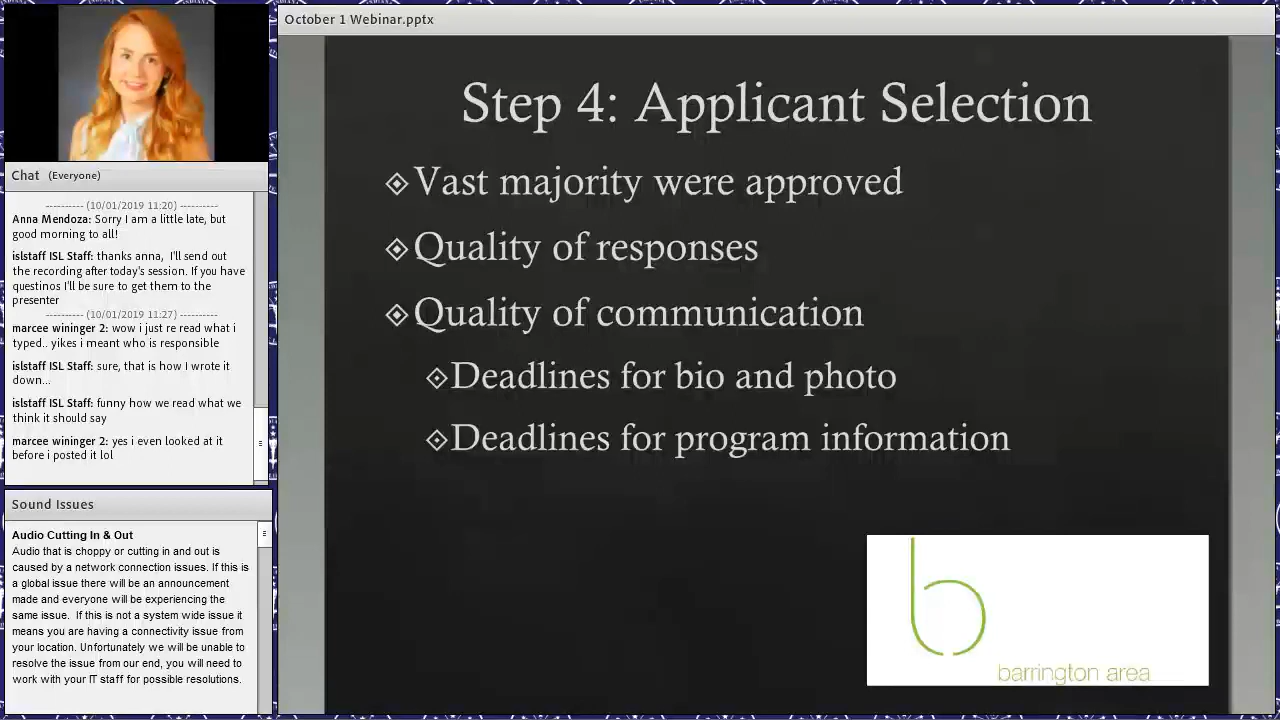 October 1 Webinar.pptx
Chat (Everyone)
---------- (10/01/2019 11:20) ----------
Anna Mendoza: Sorry I am a little late, but
good morning to all!
islstaff ISL Staff: thanks anna, I'll send out
the recording after today's session. If you have
questinos I'll be sure to get them to the
presenter
---------- (10/01/2019 11:27) ----------
marcee wininger 2: wow i just re read what i
typed.. yikes i meant who is responsible
islstaff ISL Staff: sure, that is how I wrote it
down...
islstaff ISL Staff: funny how we read what we
think it should say
marcee wininger 2: yes i even looked at it
before i posted it lol
Sound Issues
Audio Cutting In & Out
Audio that is choppy or cutting in and out is
caused by a network connection issues. If this is
a global issue there will be an announcement
made and everyone will be experiencing the
same issue. If this is not a system wide issue it
means you are having a connectivity issue from
your location. Unfortunately we will be unable to
resolve the issue from our end, you will need to
work with your IT staff for possible resolutions.
Step 4: Applicant Selection
Vast majority were approved
Quality of responses
Quality of communication
Deadlines for bio and photo
Deadlines for program information
b
barrington area